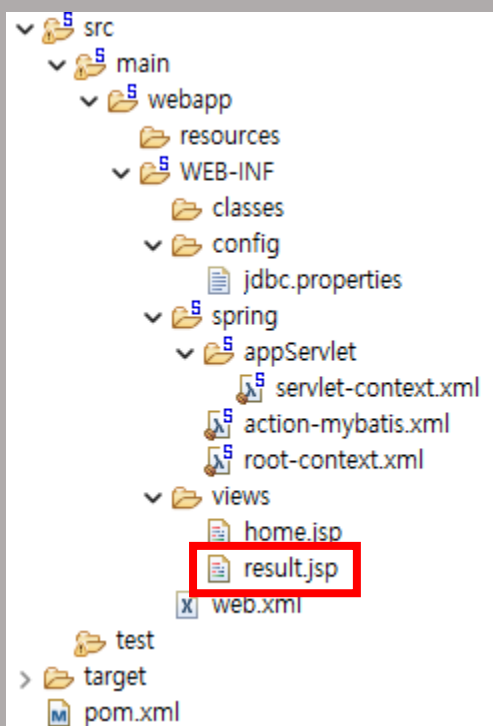 src
main
webapp
resources
WEB-INF
classes
config
jdbc.properties
spring
appServlet
servlet-context.xml
action-mybatis.xml
root-context.xml
views
home.jsp
result.jsp
web.xml
test
target
pom.xml